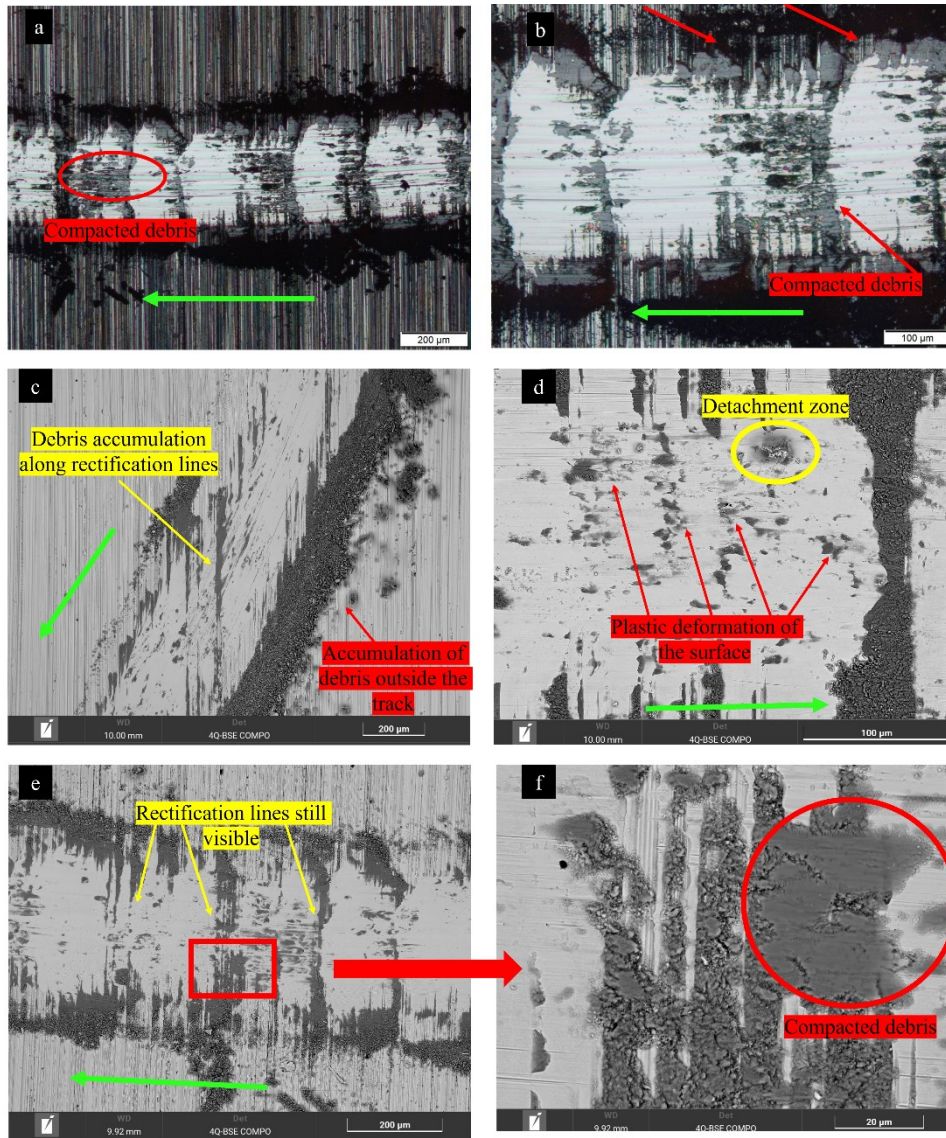 a
Compacted debris
200 µm
b
Compacted debris
100 µm
c
Debris accumulation
along rectification lines
Accumulation of
debris outside the
track
WD
Det
10.00 mm
4Q-BSE COMPO
200 µm
d
Detachment zone
Plastic deformation of
the surface
WD
Det
10.00 mm
4Q-BSE COMPO
100 µm
e
Rectification lines still
visible
WD
Det
9.92 mm
4Q-BSE COMPO
200 µm
f
Compacted debris
WD
Det
9.92 mm
4Q-BSE COMPO
20 µm